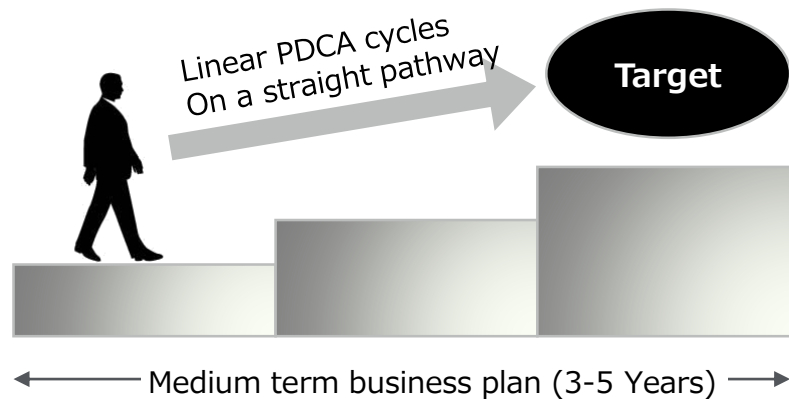 Linear PDCA cycles
On a straight pathway
Target
Medium term business plan (3-5 Years)